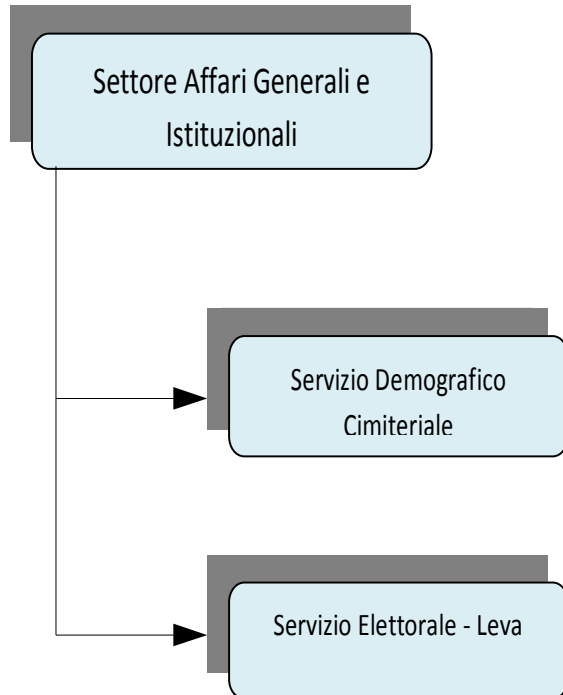 Settore Affari Generali e
Istituzionali
Servizio Demografico
Cimiteriale
Servizio Elettorale - Leva